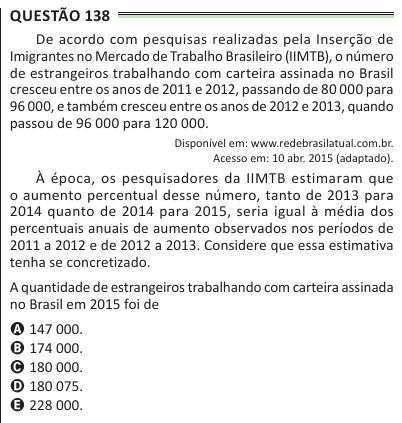 QUESTÃO 138
De acordo com pesquisas realizadas pela Inserção de
Imigrantes no Mercado de Trabalho Brasileiro (IIMTB), o número
de estrangeiros trabalhando com carteira assinada no Brasil
cresceu entre os anos de 2011 e 2012, passando de 80 000 para
96 000, e também cresceu entre os anos de 2012 e 2013, quando
passou de 96 000 para 120 000.
Disponível em: www.redebrasilatual.com.br.
Acesso em: 10 abr. 2015 (adaptado).
À época, os pesquisadores da IIMTB estimaram que
o aumento percentual desse número, tanto de 2013 para
2014 quanto de 2014 para 2015, seria igual à média dos
percentuais anuais de aumento observados nos períodos de
2011 a 2012 e de 2012 a 2013. Considere que essa estimativa
tenha se concretizado.
A quantidade de estrangeiros trabalhando com carteira assinada
no Brasil em 2015 foi de
A 147 000.
B 174 000.
C 180 000.
D 180 075.
E 228 000.